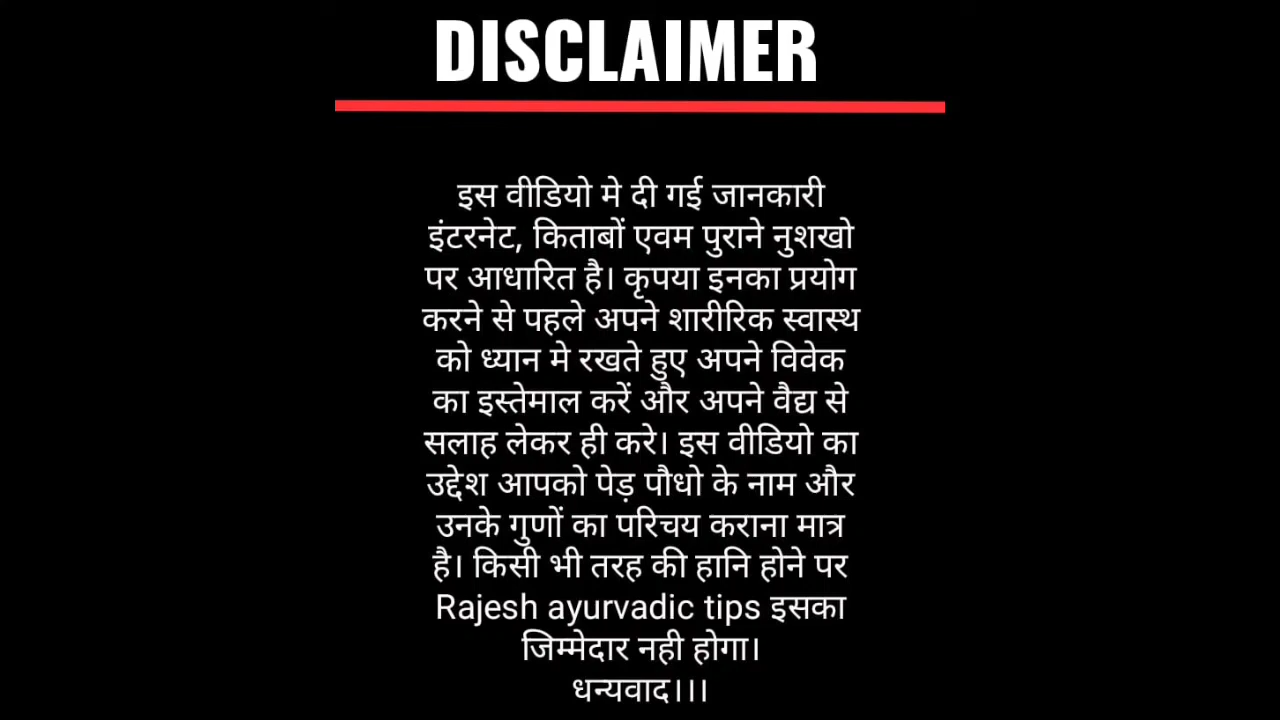 DISCLAIMER
इस वीडियो मे दी गई जानकारी
इंटरनेट, किताबों एवम पुराने नुशखो
पर आधारित है। कृपया इनका प्रयोग
करने से पहले अपने शारीरिक स्वास्थ
को ध्यान मे रखते हुए अपने विवेक
का इस्तेमाल करें और अपने वैद्य से
सलाह लेकर ही करे। इस वीडियो का
उद्देश आपको पेड़ पौधो के नाम और
उनके गुणों का परिचय कराना मात्र
है। किसी भी तरह की हानि होने पर
Rajesh ayurvadic tips इसका
जिम्मेदार नही होगा।
धन्यवाद।।।